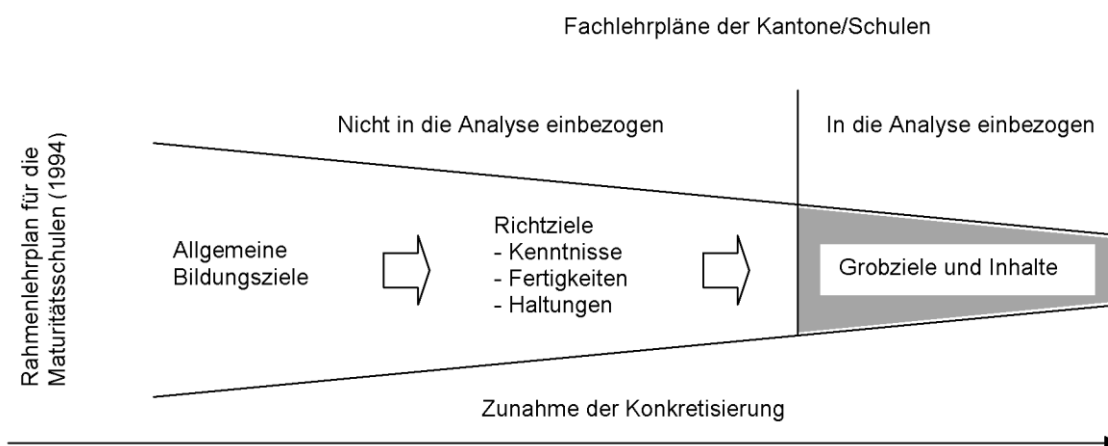 Fachlehrpläne der Kantone/Schulen
Nicht in die Analyse einbezogen
In die Analyse einbezogen
Rahmenlehrplan für die
Maturitätsschulen (1994)
Allgemeine
Bildungsziele
Richtziele
- Kenntnisse
- Fertigkeiten
- Haltungen
Grobziele und Inhalte
Zunahme der Konkretisierung